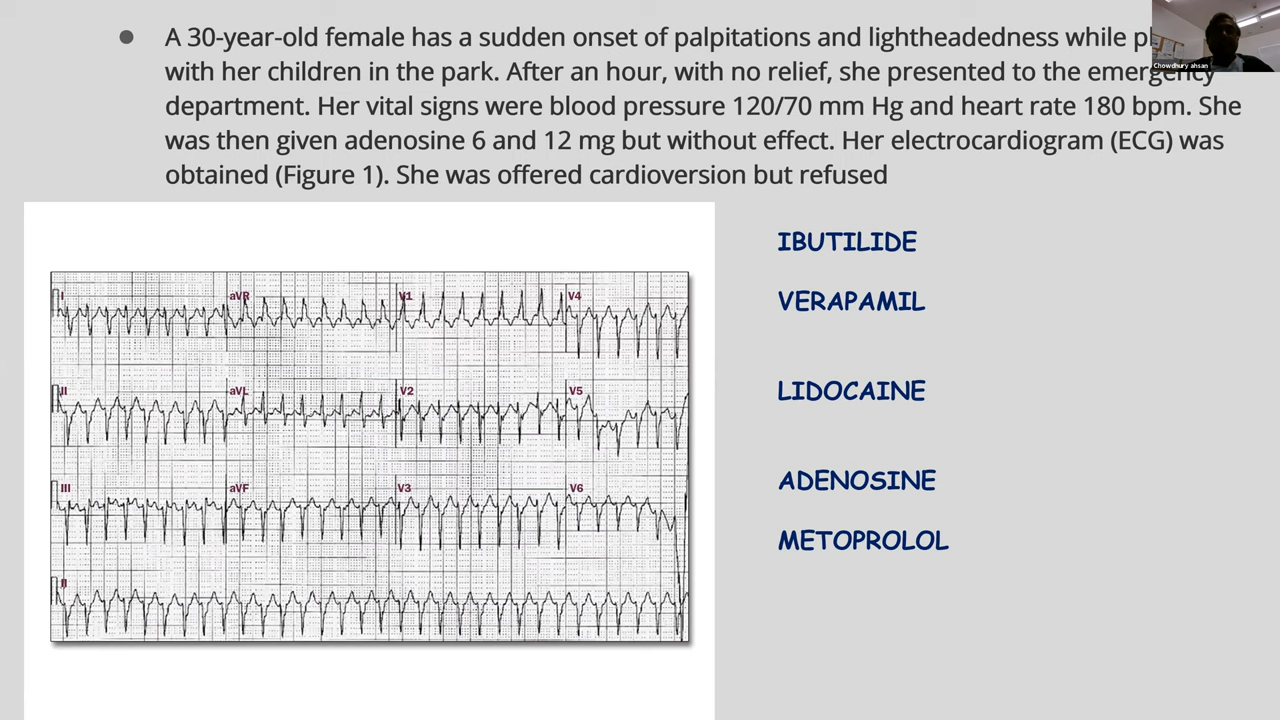 A 30-year-old female has a sudden onset of palpitations and lightheadedness while
Chowdhury ahsan
with her children in the park. After an hour, with no relief, she presented to the emergency
department. Her vital signs were blood pressure 120/70 mm Hg and heart rate 180 bpm. She
was then given adenosine 6 and 12 mg but without effect. Her electrocardiogram (ECG) was
obtained (Figure 1). She was offered cardioversion but refused
IBUTILIDE
VERAPAMIL
LIDOCAINE
ADENOSINE
METOPROLOL
I aVR V1 V4
II aVL V2 V5
III aVF V3 V6
II